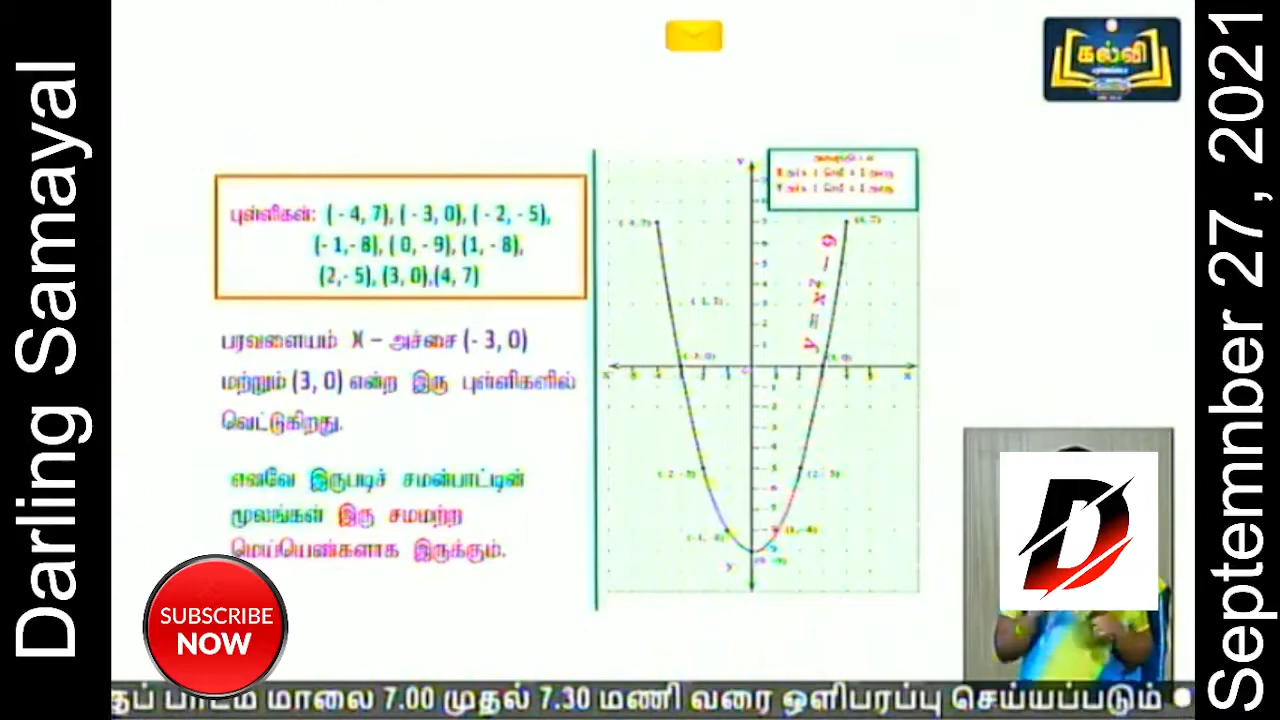 Darling Samayal
September 27, 2021
கல்வி
புள்ளிகள்: ( - 4, 7), ( - 3, 0), ( - 2, - 5),
(- 1,- 8), ( 0, - 9), (1, - 8),
(2,- 5), (3, 0),(4, 7)
பரவளையம் X – அச்சை (- 3, 0)
மற்றும் (3, 0) என்ற இரு புள்ளிகளில்
வெட்டுகிறது.
எனவே இருபடிச் சமன்பாட்டின்
மூலங்கள் இரு சமமற்ற
மெய்யெண்களாக இருக்கும்.
y = x² – 9
SUBSCRIBE
NOW
D
மாலை 7.00 முதல் 7.30 மணி வரை ஒளிபரப்பு செய்யப்படும் ●